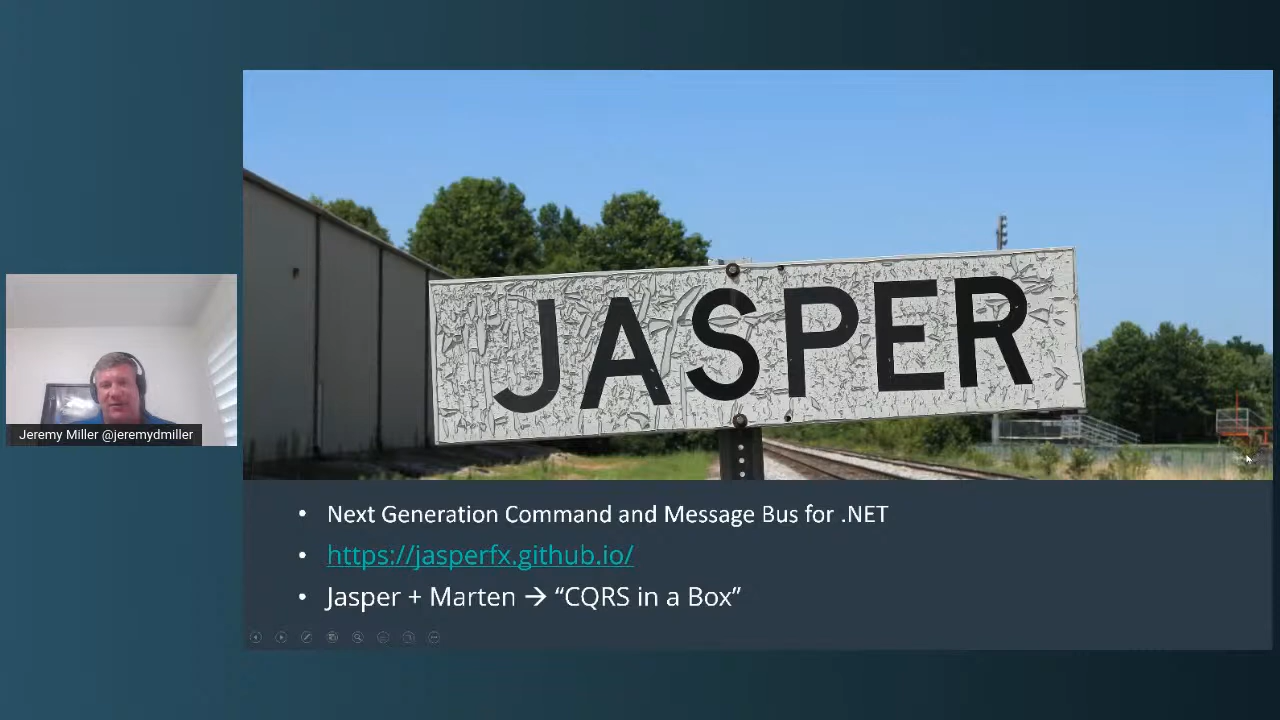 JASPER
Jeremy Miller @jeremydmiller
• Next Generation Command and Message Bus for .NET
• https://jasperfx.github.io/
• Jasper + Marten → “CQRS in a Box”